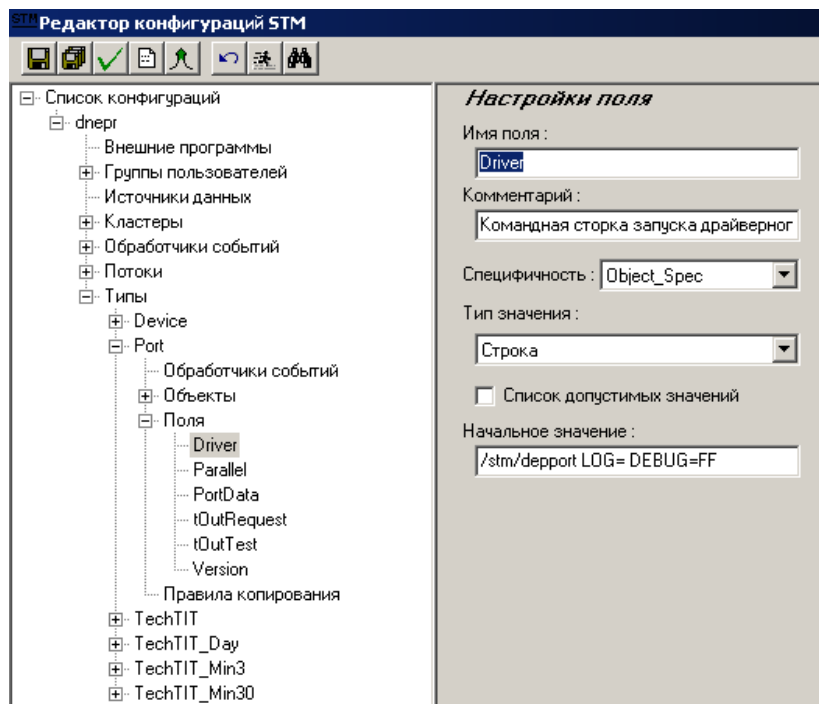 STM Редактор конфигураций STM
Список конфигураций
dnepr
Внешние программы
Группы пользователей
Источники данных
Кластеры
Обработчики событий
Потоки
Типы
Device
Port
Обработчики событий
Объекты
Поля
Driver
Parallel
PortData
tOutRequest
tOutTest
Version
Правила копирования
TechTIT
TechTIT_Day
TechTIT_Min3
TechTIT_Min30
Настройки поля
Имя поля :
Driver
Комментарий :
Командная сторка запуска драйверног
Специфичность : Object_Spec
Тип значения :
Строка
Список допустимых значений
Начальное значение :
/stm/depport LOG= DEBUG=FF